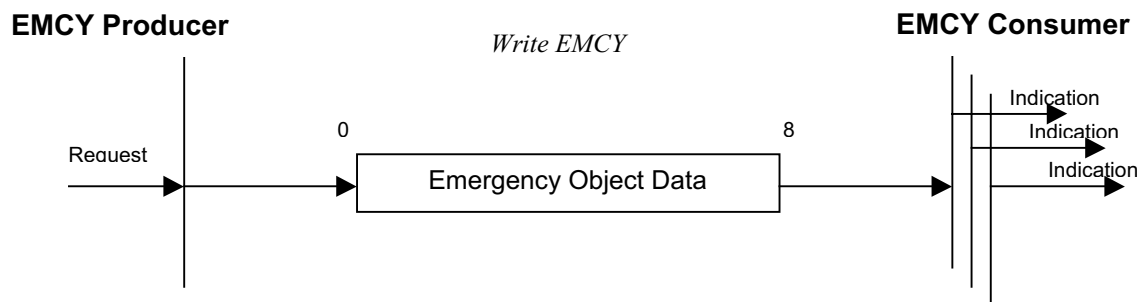 EMCY Producer
Write EMCY
EMCY Consumer
Indication
0
8
Indication
Request
Emergency Object Data
Indication